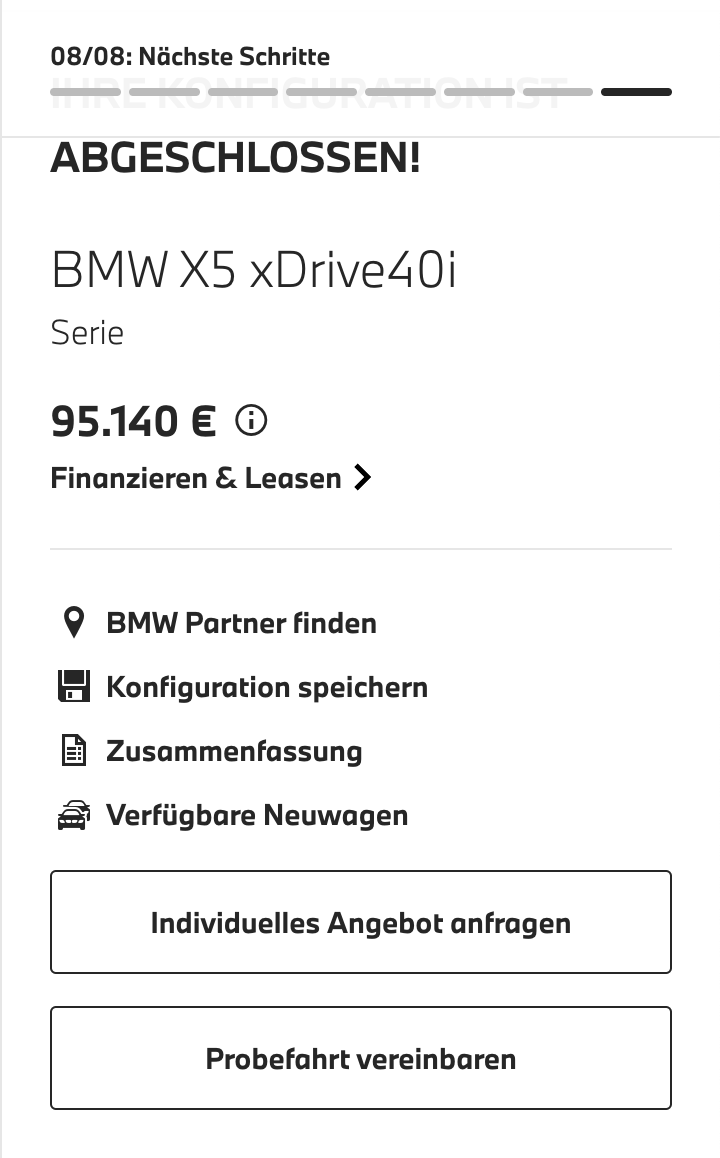 08/08: Nächste Schritte
IHRE KONFIGURATION IST
ABGESCHLOSSEN!
BMW X5 xDrive40i
Serie
95.140 €
Finanzieren & Leasen
BMW Partner finden
Konfiguration speichern
Zusammenfassung
Verfügbare Neuwagen
Individuelles Angebot anfragen
Probefahrt vereinbaren